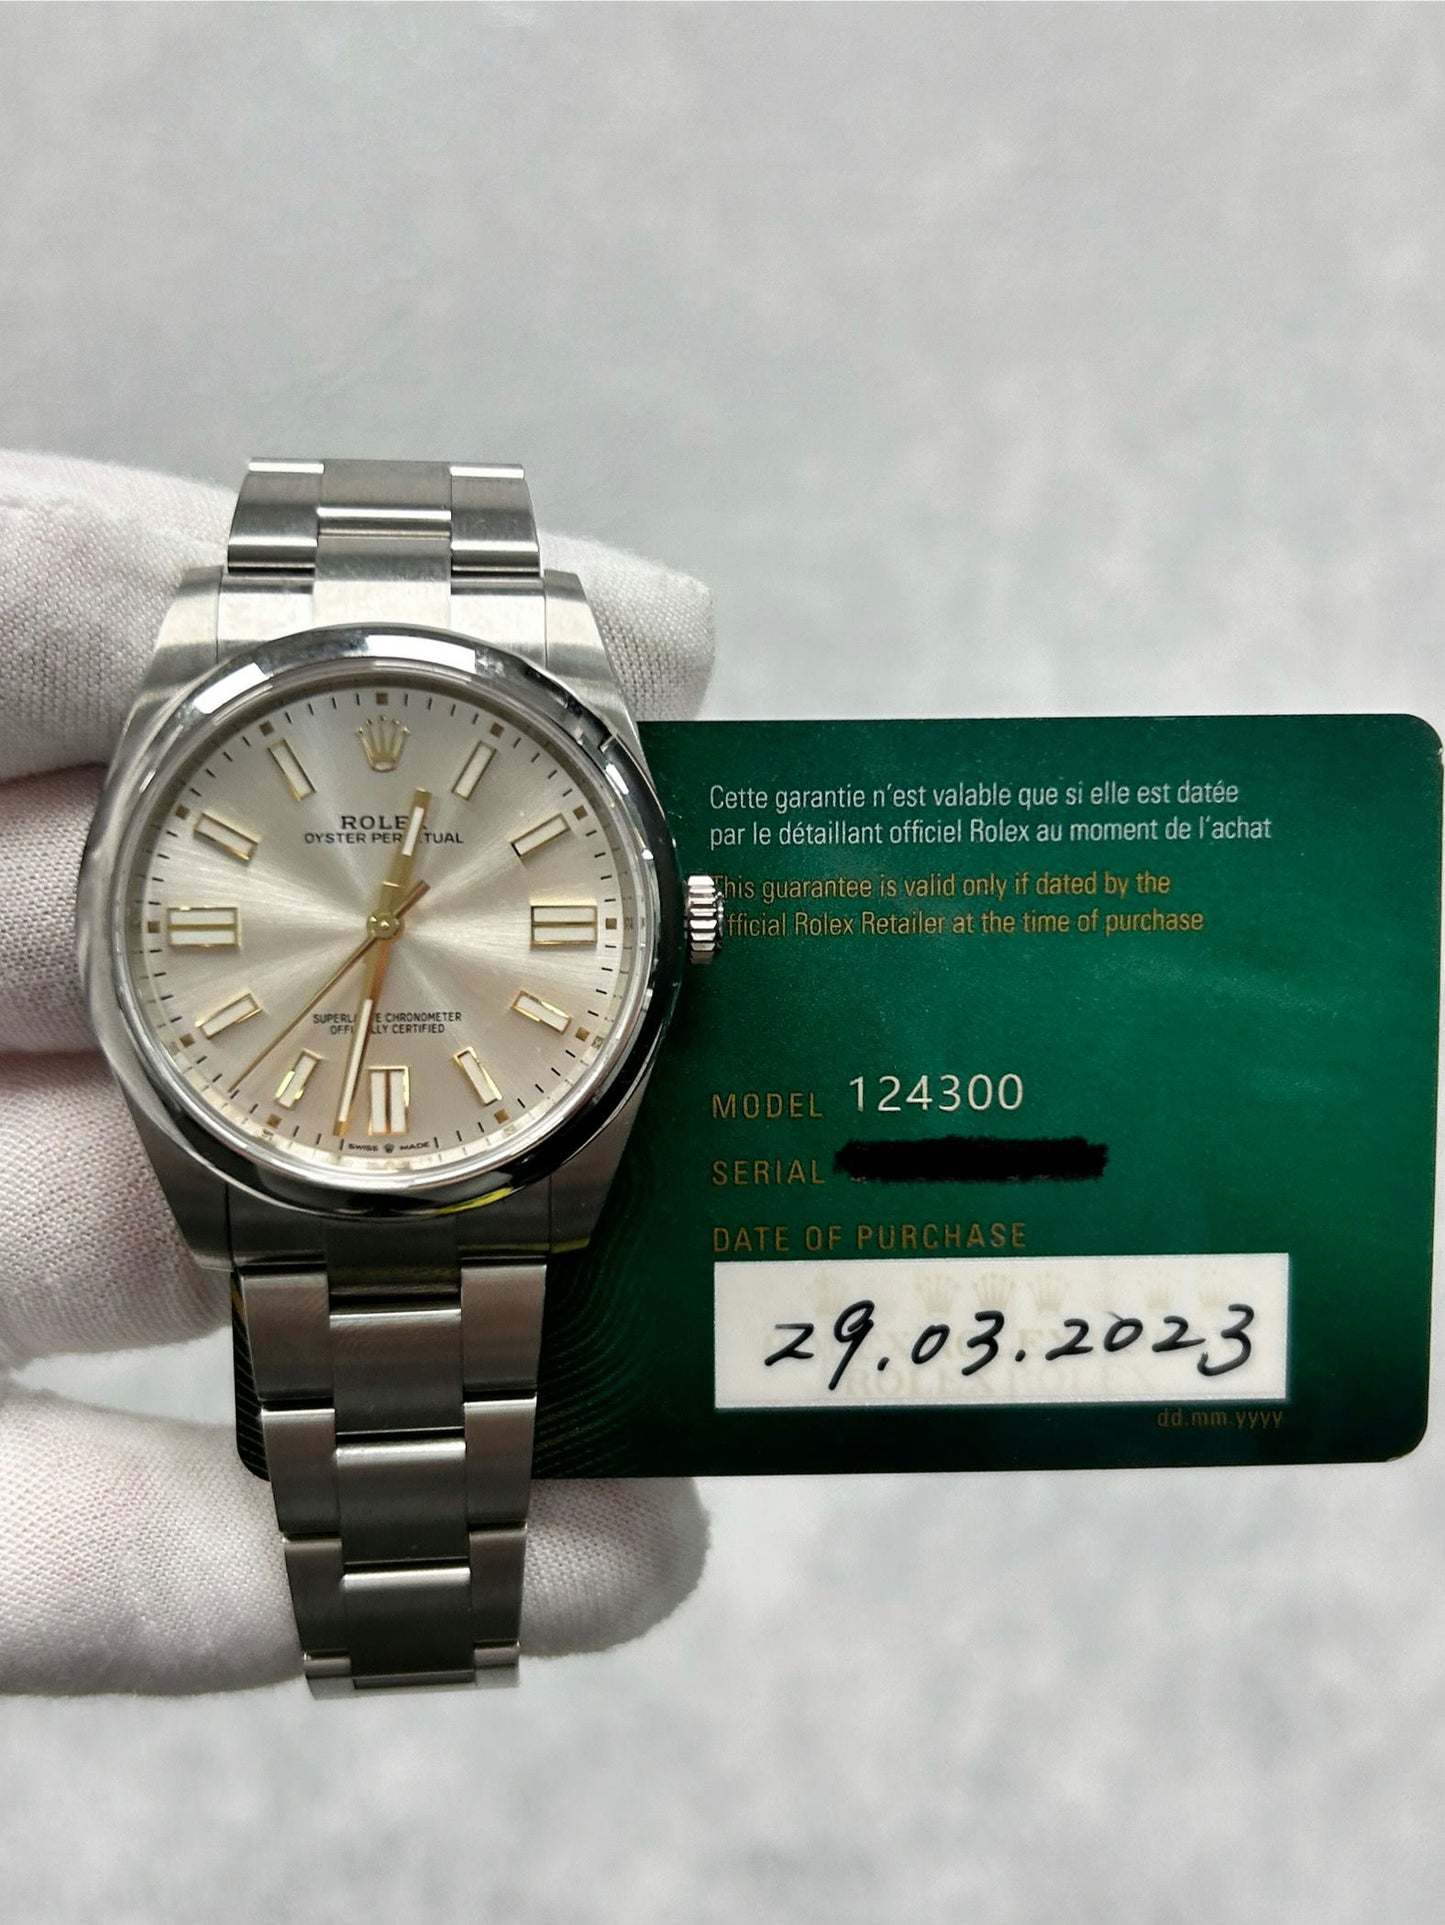 ROLEX
OYSTER PERPETUAL
SUPERLATIVE CHRONOMETER
OFFICIALLY CERTIFIED
SWISS MADE
Cette garantie n'est valable que si elle est datée
par le détaillant officiel Rolex au moment de l'achat
This guarantee is valid only if dated by the
official Rolex Retailer at the time of purchase
MODEL 124300
SERIAL
DATE OF PURCHASE
29.03.2023
dd.mm.yyyy